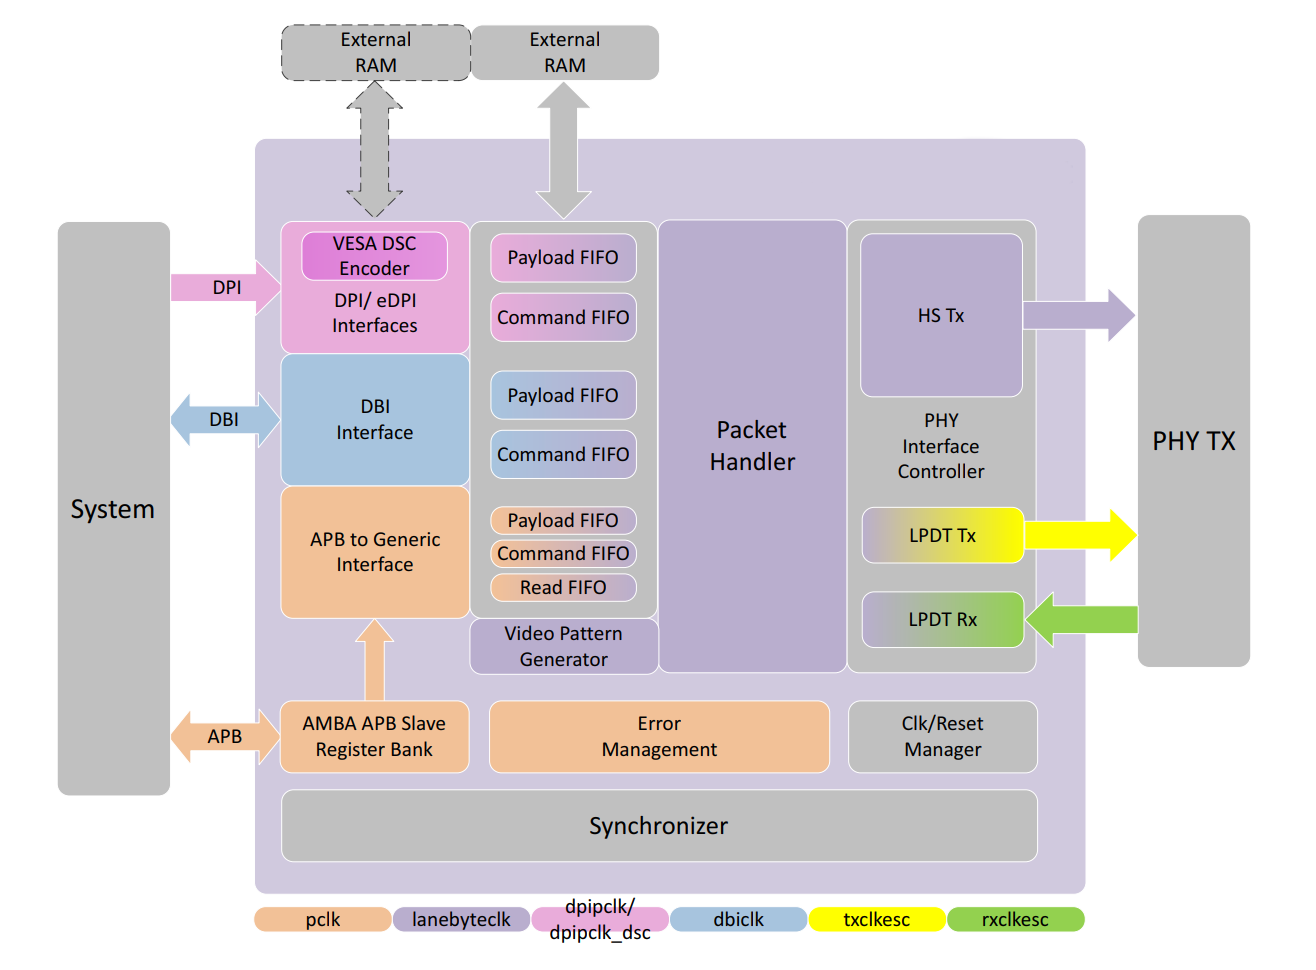 External
RAM
External
RAM
System
DPI
DBI
APB
VESA DSC
Encoder
DPI/ eDPI
Interfaces
DBI
Interface
APB to Generic
Interface
AMBA APB Slave
Register Bank
Payload FIFO
Command FIFO
Payload FIFO
Command FIFO
Payload FIFO
Command FIFO
Read FIFO
Video Pattern
Generator
Packet
Handler
HS Tx
PHY
Interface
Controller
LPDT Tx
LPDT Rx
PHY TX
Error
Management
Clk/Reset
Manager
Synchronizer
pclk
lanebyteclk
dpipclk/
dpipclk_dsc
dbiclk
txclkesc
rxclkesc